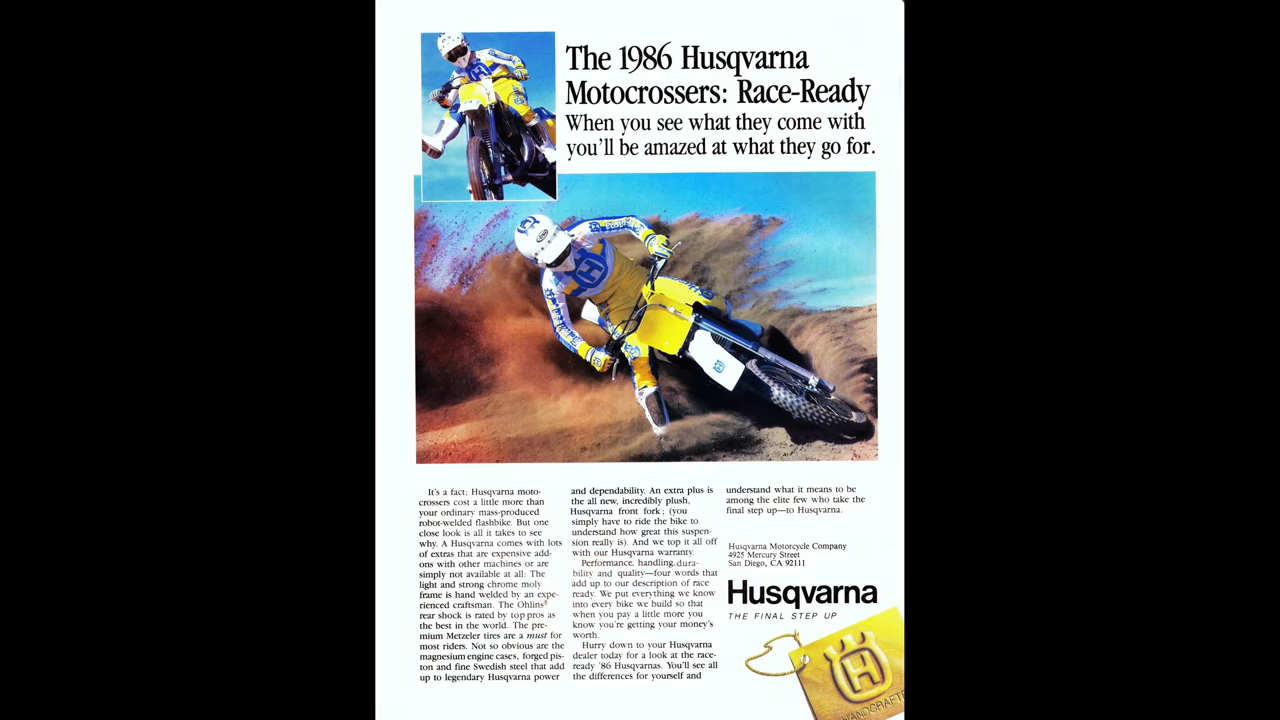 The 1986 Husqvarna
Motocrossers: Race-Ready
When you see what they come with
you'll be amazed at what they go for.
It's a fact; Husqvarna moto-
crossers cost a little more than
your ordinary mass-produced
robot-welded flashbike. But one
close look is all it takes to see
why. A Husqvarna comes with lots
of extras that are expensive add-
ons with other machines or are
simply not available at all: The
light and strong chrome moly
frame is hand welded by an expe-
rienced craftsman. The Ohlins®
rear shock is rated by top pros as
the best in the world. The pre-
mium Metzeler tires are a must for
most riders. Not so obvious are the
magnesium engine cases, forged pis-
ton and fine Swedish steel that add
up to legendary Husqvarna power
and dependability. An extra plus is
the all new, incredibly plush,
Husqvarna front fork; (you
simply have to ride the bike to
understand how great this suspen-
sion really is). And we top it all off
with our Husqvarna warranty.
Performance, handling, dura-
bility and quality—four words that
add up to our description of race
ready. We put everything we know
into every bike we build so that
when you pay a little more you
know you're getting your money's
worth.
Hurry down to your Husqvarna
dealer today for a look at the race-
ready '86 Husqvarnas. You'll see all
the differences for yourself and
understand what it means to be
among the elite few who take the
final step up—to Husqvarna.
Husqvarna Motorcycle Company
4925 Mercury Street
San Diego, CA 92111
Husqvarna
THE FINAL STEP UP
H
HANDCRAFTE